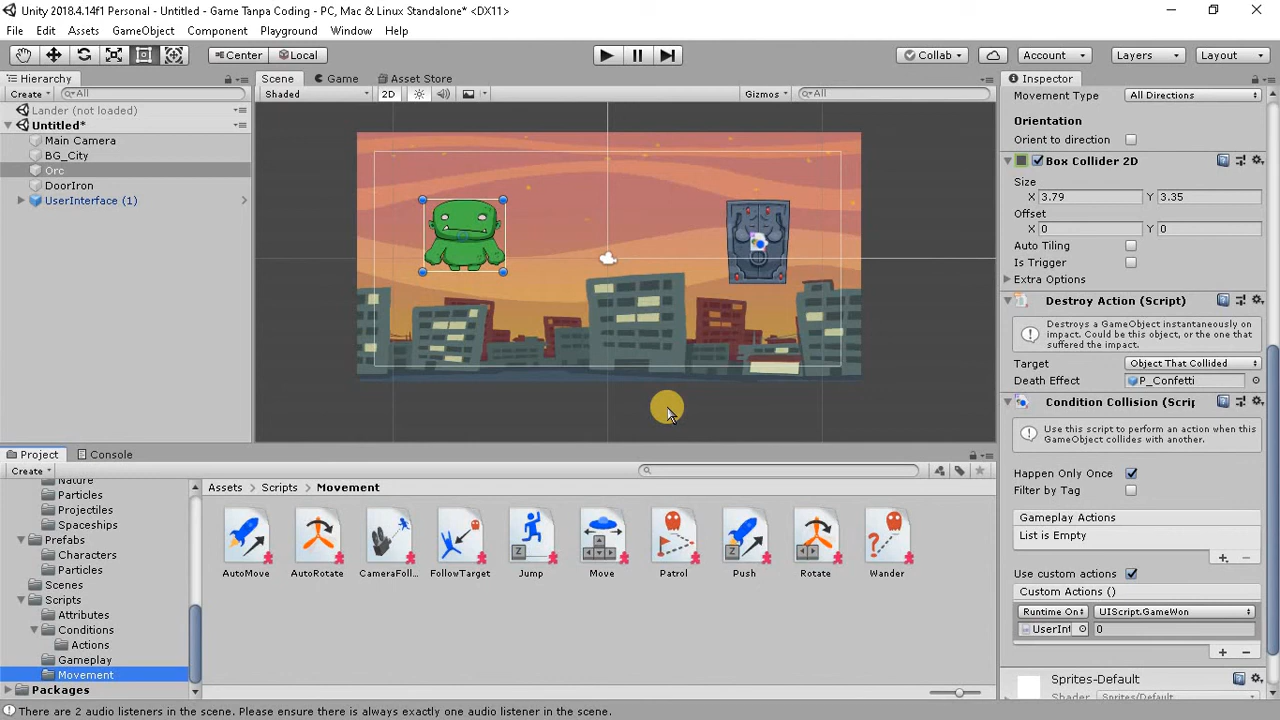 Unity 2018.4.14f1 Personal - Untitled - Game Tanpa Coding - PC, Mac & Linux Standalone* <DX11>
File Edit Assets GameObject Component Playground Window Help
Center Local Collab Account Layers Layout
Hierarchy
Create All
Lander (not loaded)
Untitled*
Main Camera
BG_City
Orc
DoorIron
UserInterface (1)
Scene Game Asset Store
Shaded 2D Gizmos All
Inspector
Movement Type All Directions
Orientation
Orient to direction
Box Collider 2D
Size
X 3.79 Y 3.35
Offset
X 0 Y 0
Auto Tiling
Is Trigger
Extra Options
Destroy Action (Script)
Destroys a GameObject instantaneously on
impact. Could be this object, or the one that
suffered the impact.
Target Object That Collided
Death Effect P_Confetti
Condition Collision (Scrip
Use this script to perform an action when this
GameObject collides with another.
Happen Only Once
Filter by Tag
Gameplay Actions
List is Empty
Use custom actions
Custom Actions ()
Runtime On UIScript.GameWon
UserInt 0
Sprites-Default
Shader Sprites/Default
Project Console
Create
Nature
Particles
Projectiles
Spaceships
Prefabs
Characters
Particles
Scenes
Scripts
Attributes
Conditions
Actions
Gameplay
Movement
Packages
Assets Scripts Movement
Z Z
AutoMove AutoRotate CameraFoll... FollowTarget Jump Move Patrol Push Rotate Wander
There are 2 audio listeners in the scene. Please ensure there is always exactly one audio listener in the scene.